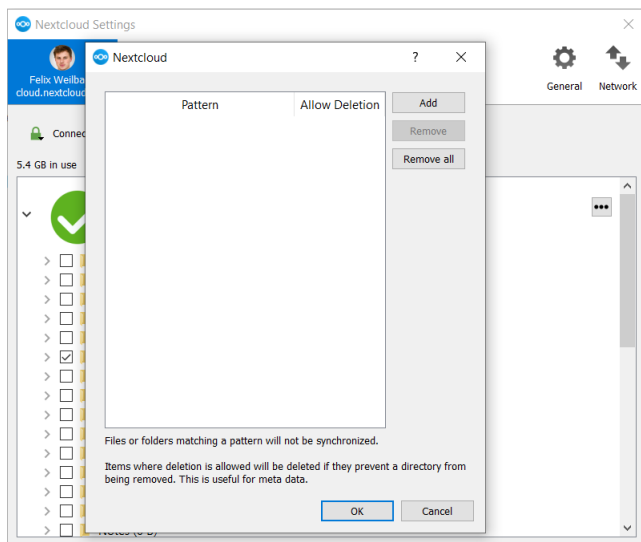 Nextcloud Settings
Nextcloud
?
Felix Weilba
cloud.nextcloud
General
Network
Pattern
Allow Deletion
Add
Remove
Remove all
Connec
5.4 GB in use
Files or folders matching a pattern will not be synchronized.
Items where deletion is allowed will be deleted if they prevent a directory from
being removed. This is useful for meta data.
OK
Cancel